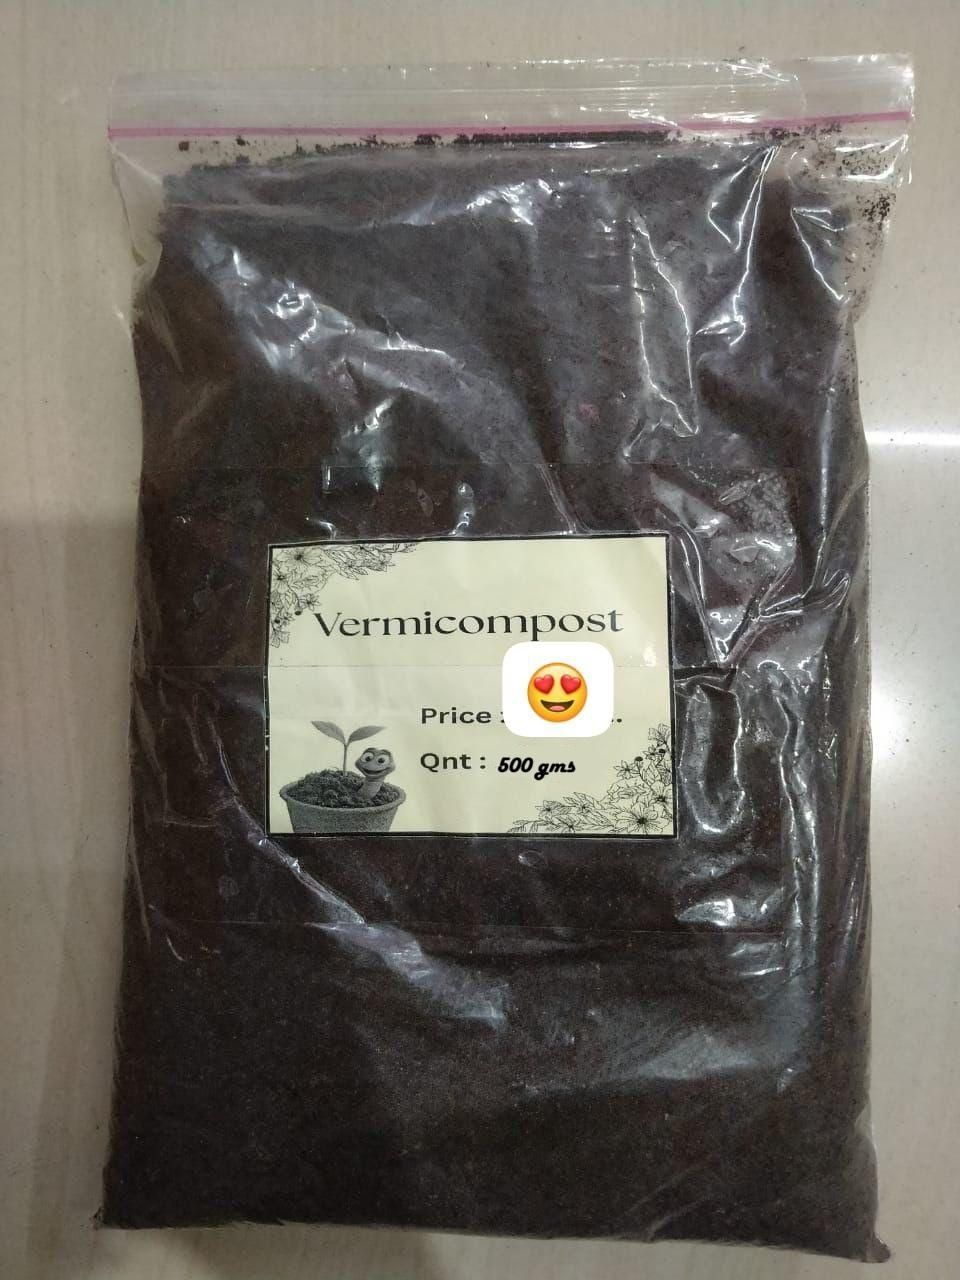 Vermicompost
Price :
Qnt : 500 gms